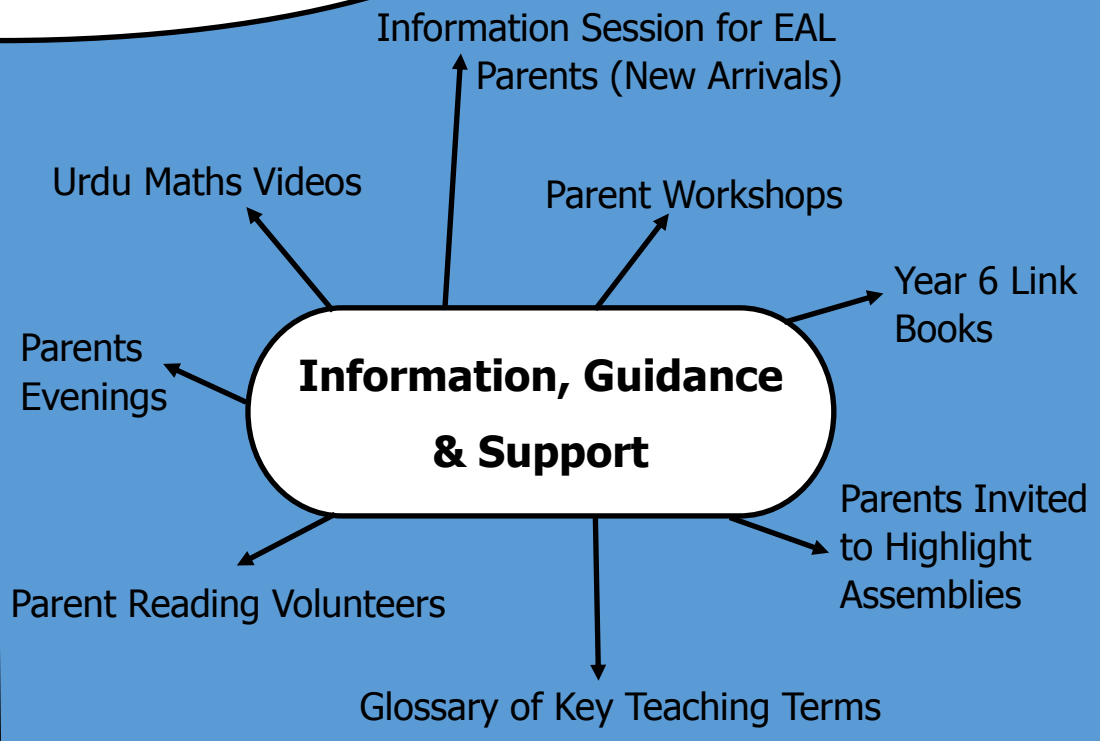 Information Session for EAL
Parents (New Arrivals)
Urdu Maths Videos
Parent Workshops
Year 6 Link
Books
Parents
Evenings
Information, Guidance
& Support
Parents Invited
to Highlight
Assemblies
Parent Reading Volunteers
Glossary of Key Teaching Terms